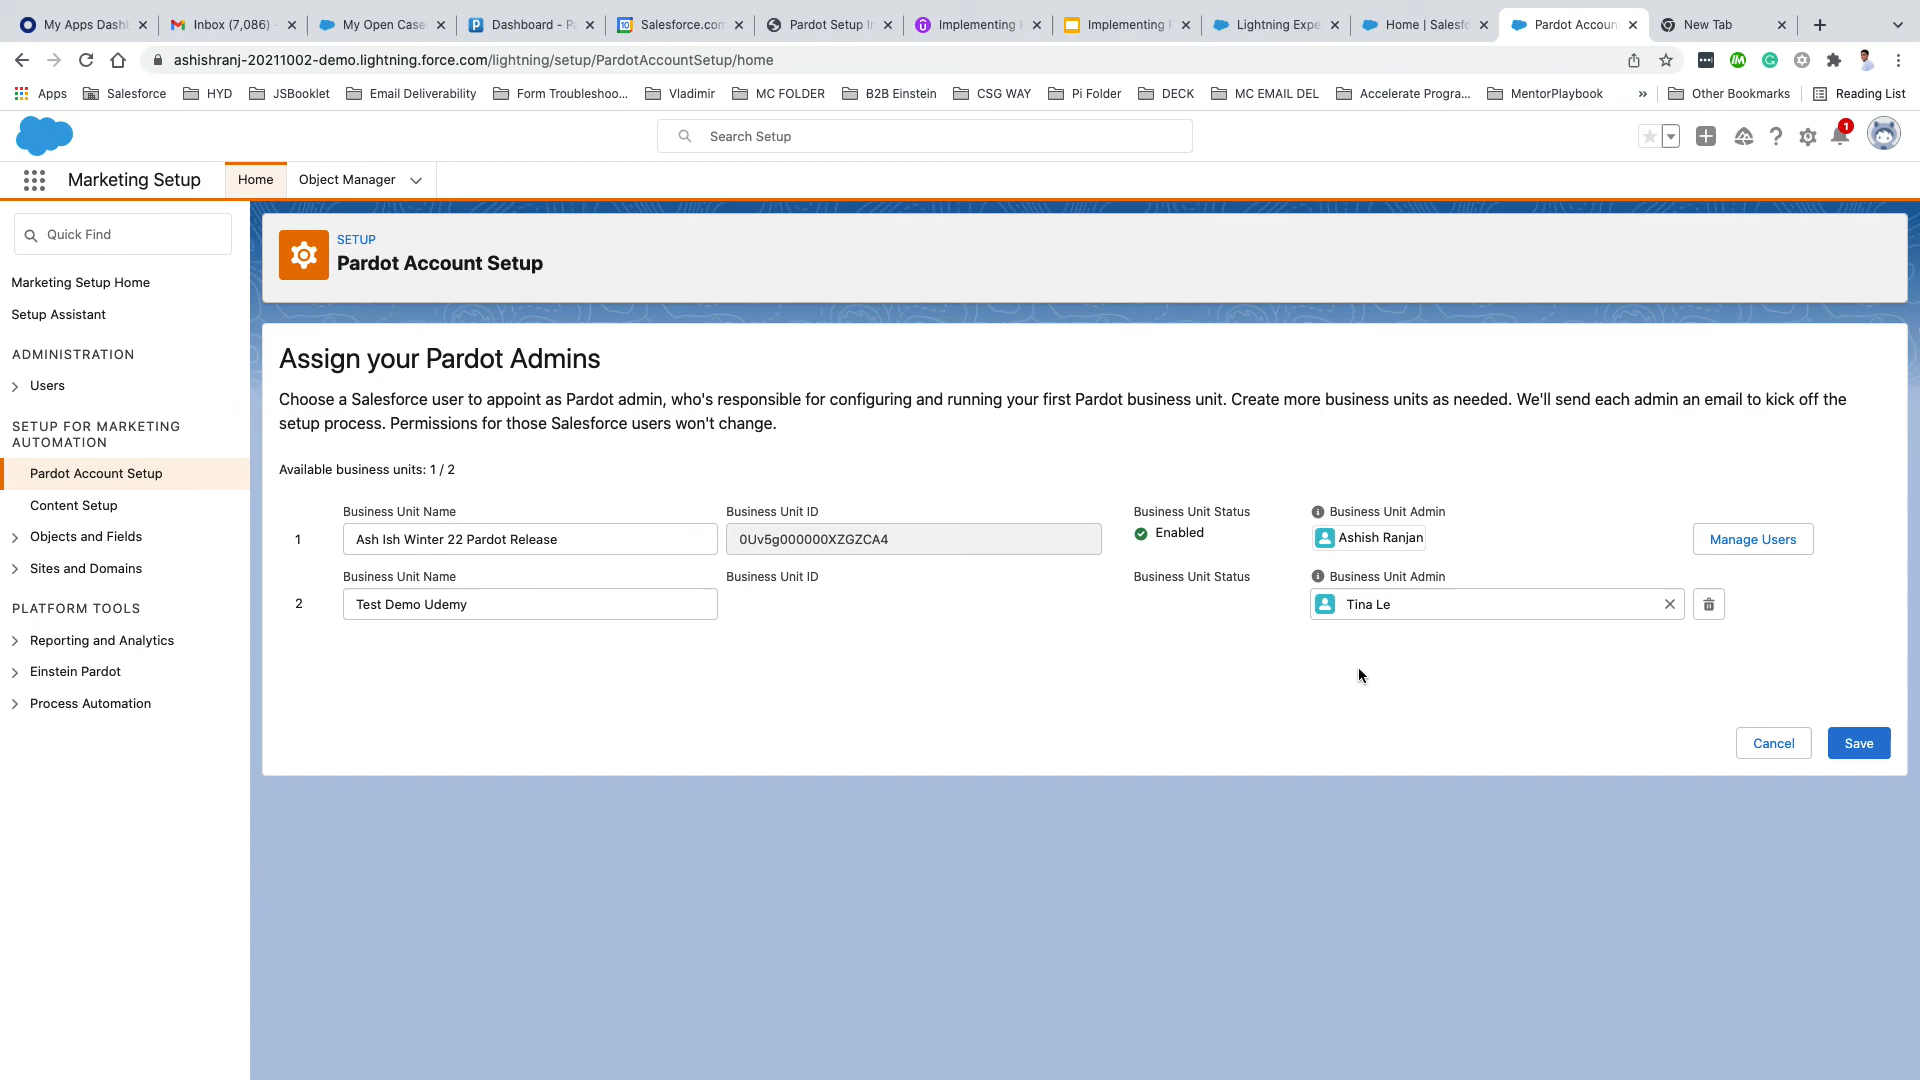 My Apps Dash
Inbox (7,086)
My Open Case
Dashboard - P
Salesforce.com
Pardot Setup I
Implementing
Implementing
Lightning Expe
Home | Salesfo
Pardot Accoun
New Tab
ashishranj-20211002-demo.lightning.force.com/lightning/setup/PardotAccountSetup/home
Apps
Salesforce
HYD
JSBooklet
Email Deliverability
Form Troubleshoo...
Vladimir
MC FOLDER
B2B Einstein
CSG WAY
Pi Folder
DECK
MC EMAIL DEL
Accelerate Progra...
MentorPlaybook
»
Other Bookmarks
Reading List
Search Setup
1
Marketing Setup
Home
Object Manager
Quick Find
Marketing Setup Home
Setup Assistant
ADMINISTRATION
Users
SETUP FOR MARKETING
AUTOMATION
Pardot Account Setup
Content Setup
Objects and Fields
Sites and Domains
PLATFORM TOOLS
Reporting and Analytics
Einstein Pardot
Process Automation
SETUP
Pardot Account Setup
Assign your Pardot Admins
Choose a Salesforce user to appoint as Pardot admin, who's responsible for configuring and running your first Pardot business unit. Create more business units as needed. We'll send each admin an email to kick off the
setup process. Permissions for those Salesforce users won't change.
Available business units: 1 / 2
Business Unit Name
Business Unit ID
Business Unit Status
Business Unit Admin
1
Ash Ish Winter 22 Pardot Release
0Uv5g000000XZGZCA4
Enabled
Ashish Ranjan
Manage Users
Business Unit Name
Business Unit ID
Business Unit Status
Business Unit Admin
2
Test Demo Udemy
Tina Le
Cancel
Save